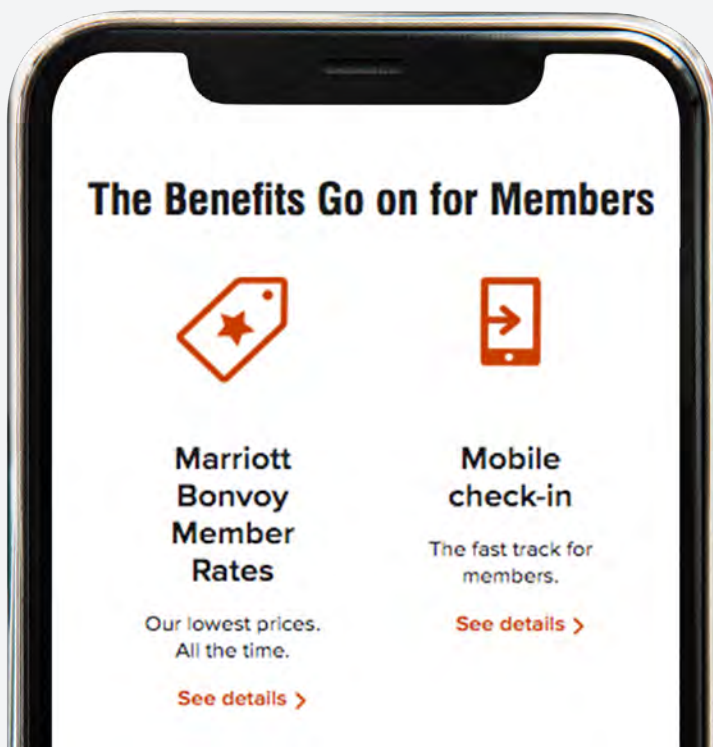 The Benefits Go on for Members
Marriott
Bonvoy
Member
Rates
Our lowest prices.
All the time.
See details >
Mobile
check-in
The fast track for
members.
See details >